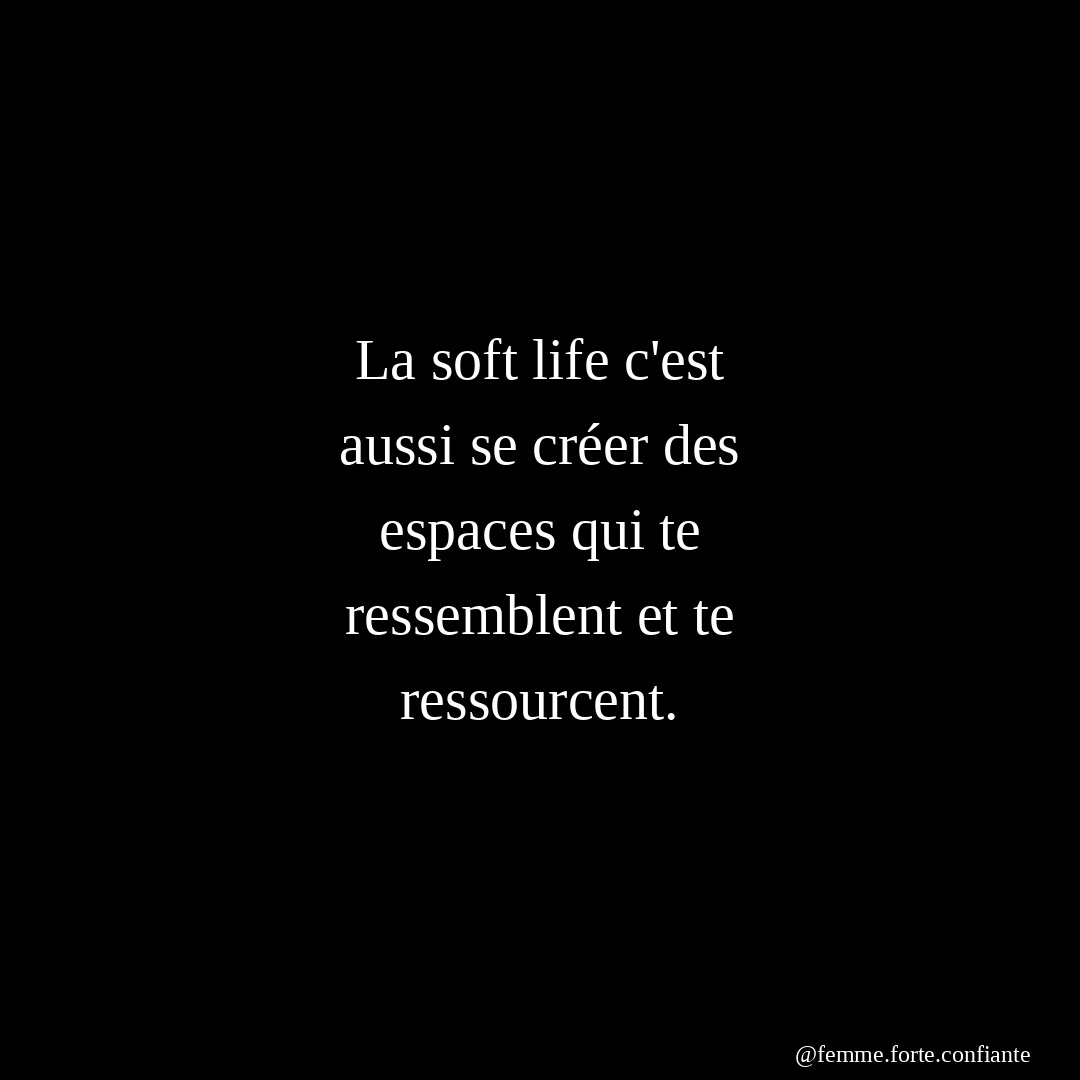 La soft life c'est
aussi se créer des
espaces qui te
ressemblent et te
ressourcent.
@femme.forte.confiante